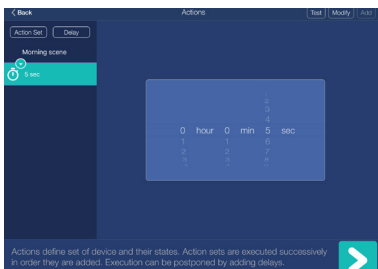 Back
Actions
Test Modify Add
Action Set Delay
Morning scene
5 sec
2
3
4
0 hour 0 min 5 sec
1 1 6
2 2 7
3 3 8
Actions define set of device and their states. Action sets are executed successively
in order they are added. Execution can be postponed by adding delays.